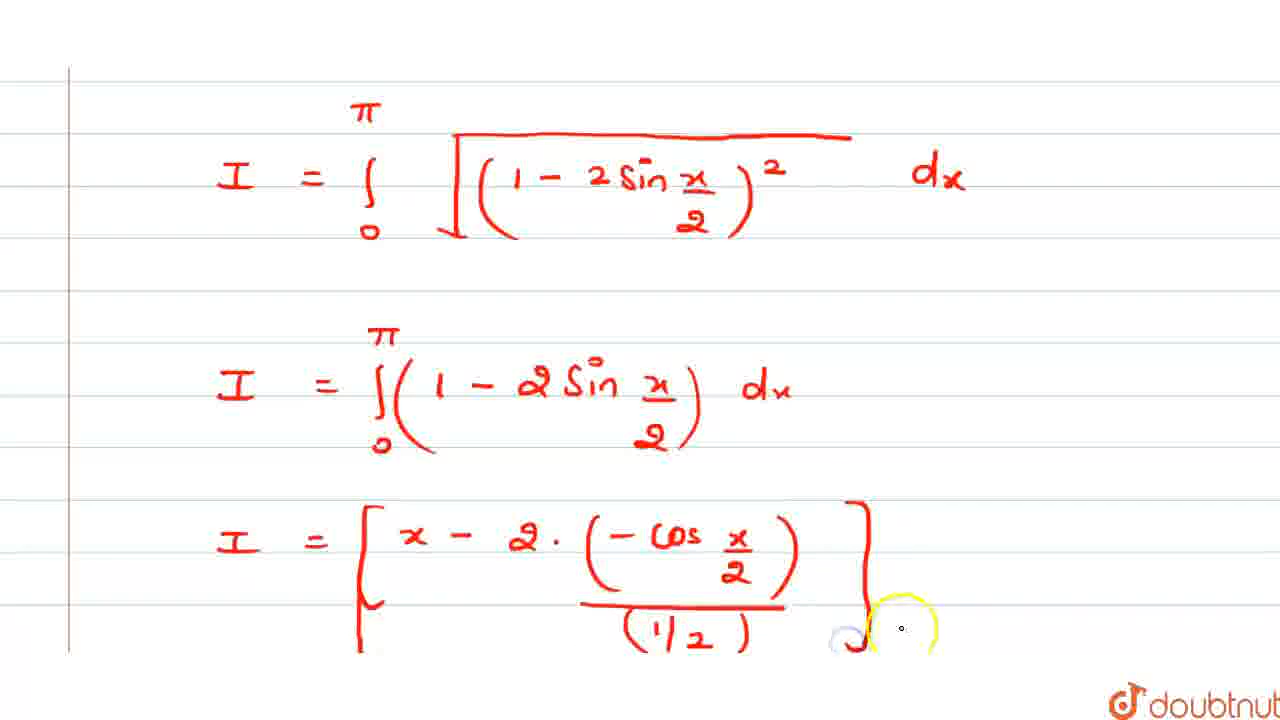 I = ∫₀^π √((1 - 2 sin x/2)²) dx
I = ∫₀^π (1 - 2 sin x/2) dx
I = [x - 2 · (-cos x/2)/(1/2)]
doubtnut